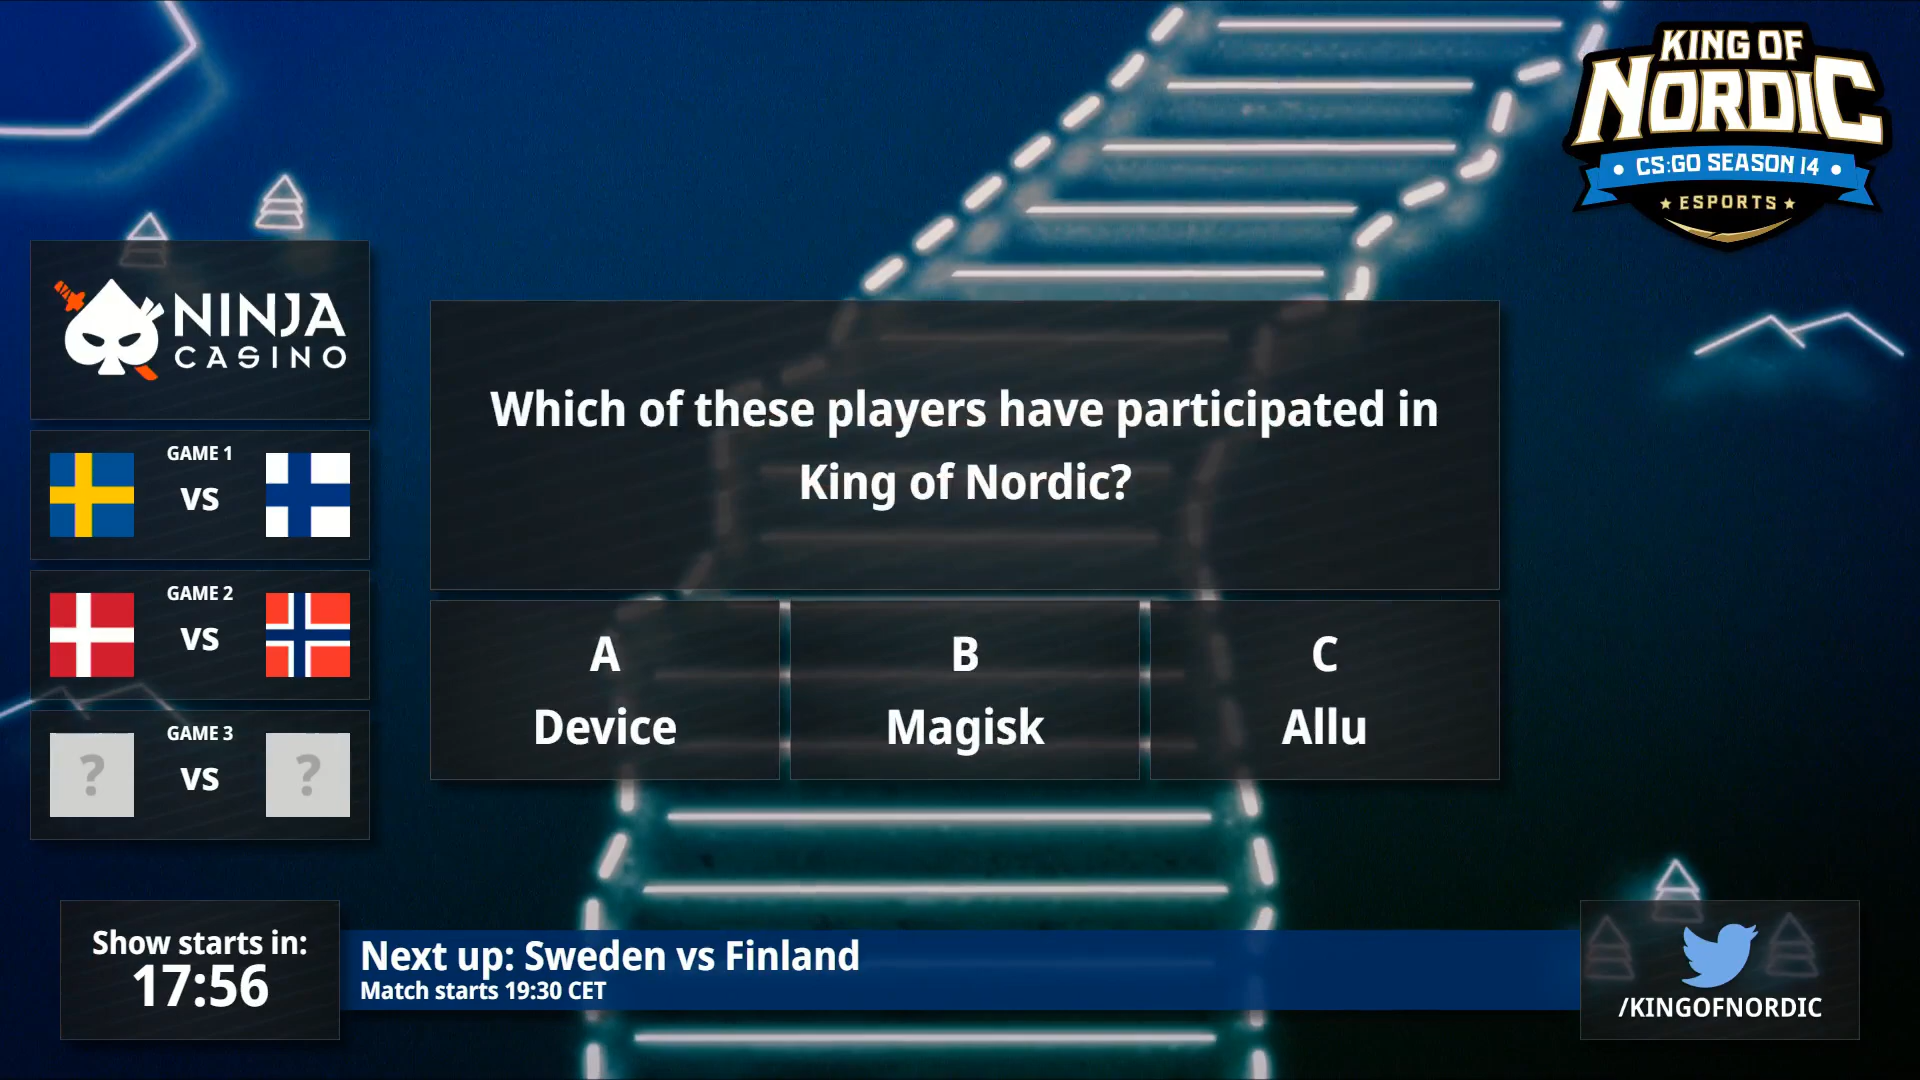 KING OF
NORDIC
CS:GO SEASON 14
ESPORTS
NINJA
CASINO
GAME 1
VS
GAME 2
VS
GAME 3
? VS ?
Which of these players have participated in
King of Nordic?
A
Device
B
Magisk
C
Allu
Show starts in:
17:56
Next up: Sweden vs Finland
Match starts 19:30 CET
/KINGOFNORDIC